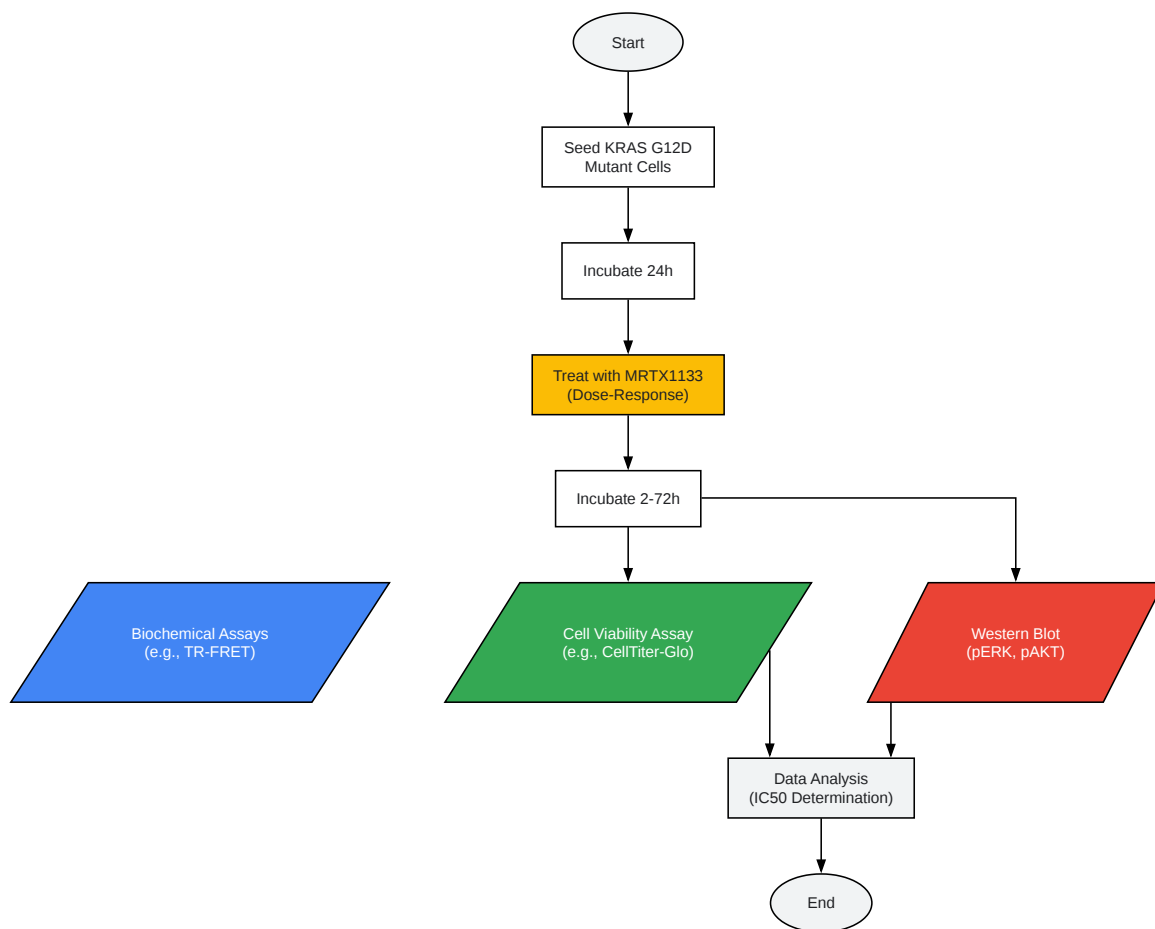 Start
Seed KRAS G12D
Mutant Cells
Incubate 24h
Treat with MRTX1133
(Dose-Response)
Incubate 2-72h
Biochemical Assays
(e.g., TR-FRET)
Cell Viability Assay
(e.g., CellTiter-Glo)
Western Blot
(pERK, pAKT)
Data Analysis
(IC50 Determination)
End